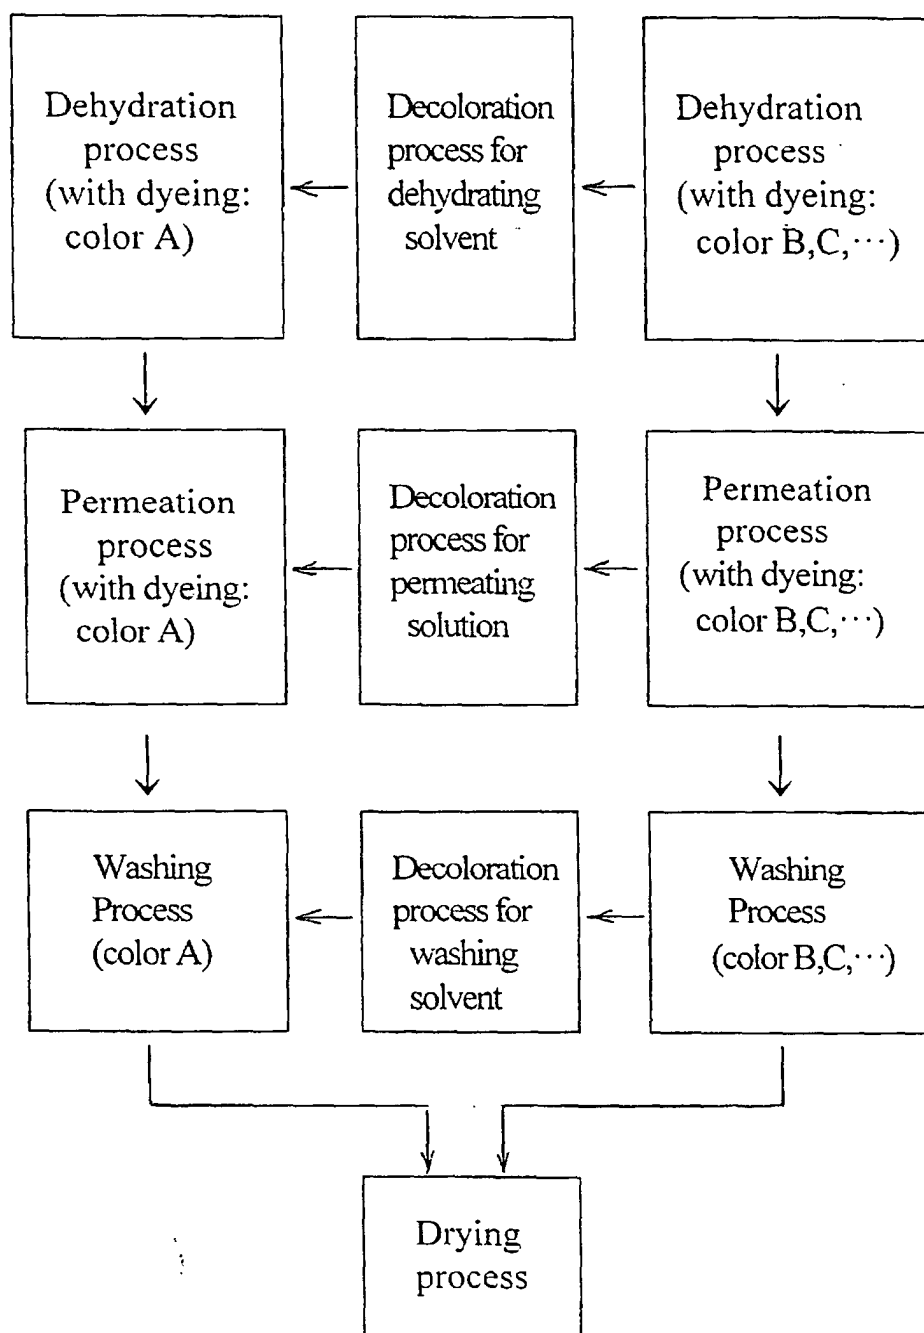 Dehydration
process
(with dyeing:
color A)
Decoloration
process for
dehydrating
solvent
Dehydration
process
(with dyeing:
color B,C,⋯)
Permeation
process
(with dyeing:
color A)
Decoloration
process for
permeating
solution
Permeation
process
(with dyeing:
color B,C,⋯)
Washing
Process
(color A)
Decoloration
process for
washing
solvent
Washing
Process
(color B,C,⋯)
Drying
process